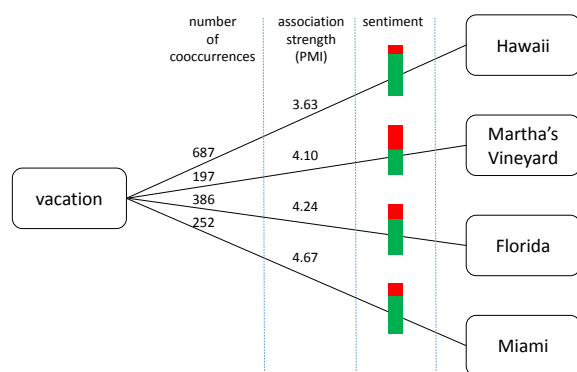 number
of
cooccurrences
association
strength
(PMI)
sentiment
Hawaii
3.63
Martha's
Vineyard
687
4.10
197
vacation
386
4.24
252
Florida
4.67
Miami